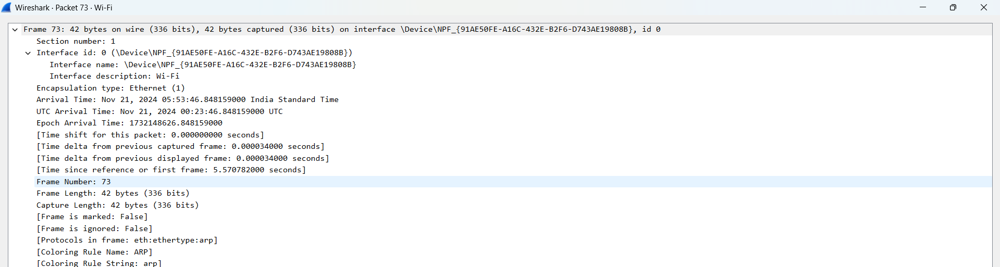 Wireshark · Packet 73 · Wi-Fi
Frame 73: 42 bytes on wire (336 bits), 42 bytes captured (336 bits) on interface \Device\NPF_{91AE50FE-A16C-432E-B2F6-D743AE19808B}, id 0
Section number: 1
Interface id: 0 (\Device\NPF_{91AE50FE-A16C-432E-B2F6-D743AE19808B})
Interface name: \Device\NPF_{91AE50FE-A16C-432E-B2F6-D743AE19808B}
Interface description: Wi-Fi
Encapsulation type: Ethernet (1)
Arrival Time: Nov 21, 2024 05:53:46.848159000 India Standard Time
UTC Arrival Time: Nov 21, 2024 00:23:46.848159000 UTC
Epoch Arrival Time: 1732148626.848159000
[Time shift for this packet: 0.000000000 seconds]
[Time delta from previous captured frame: 0.000034000 seconds]
[Time delta from previous displayed frame: 0.000034000 seconds]
[Time since reference or first frame: 5.570782000 seconds]
Frame Number: 73
Frame Length: 42 bytes (336 bits)
Capture Length: 42 bytes (336 bits)
[Frame is marked: False]
[Frame is ignored: False]
[Protocols in frame: eth:ethertype:arp]
[Coloring Rule Name: ARP]
[Coloring Rule String: arp]